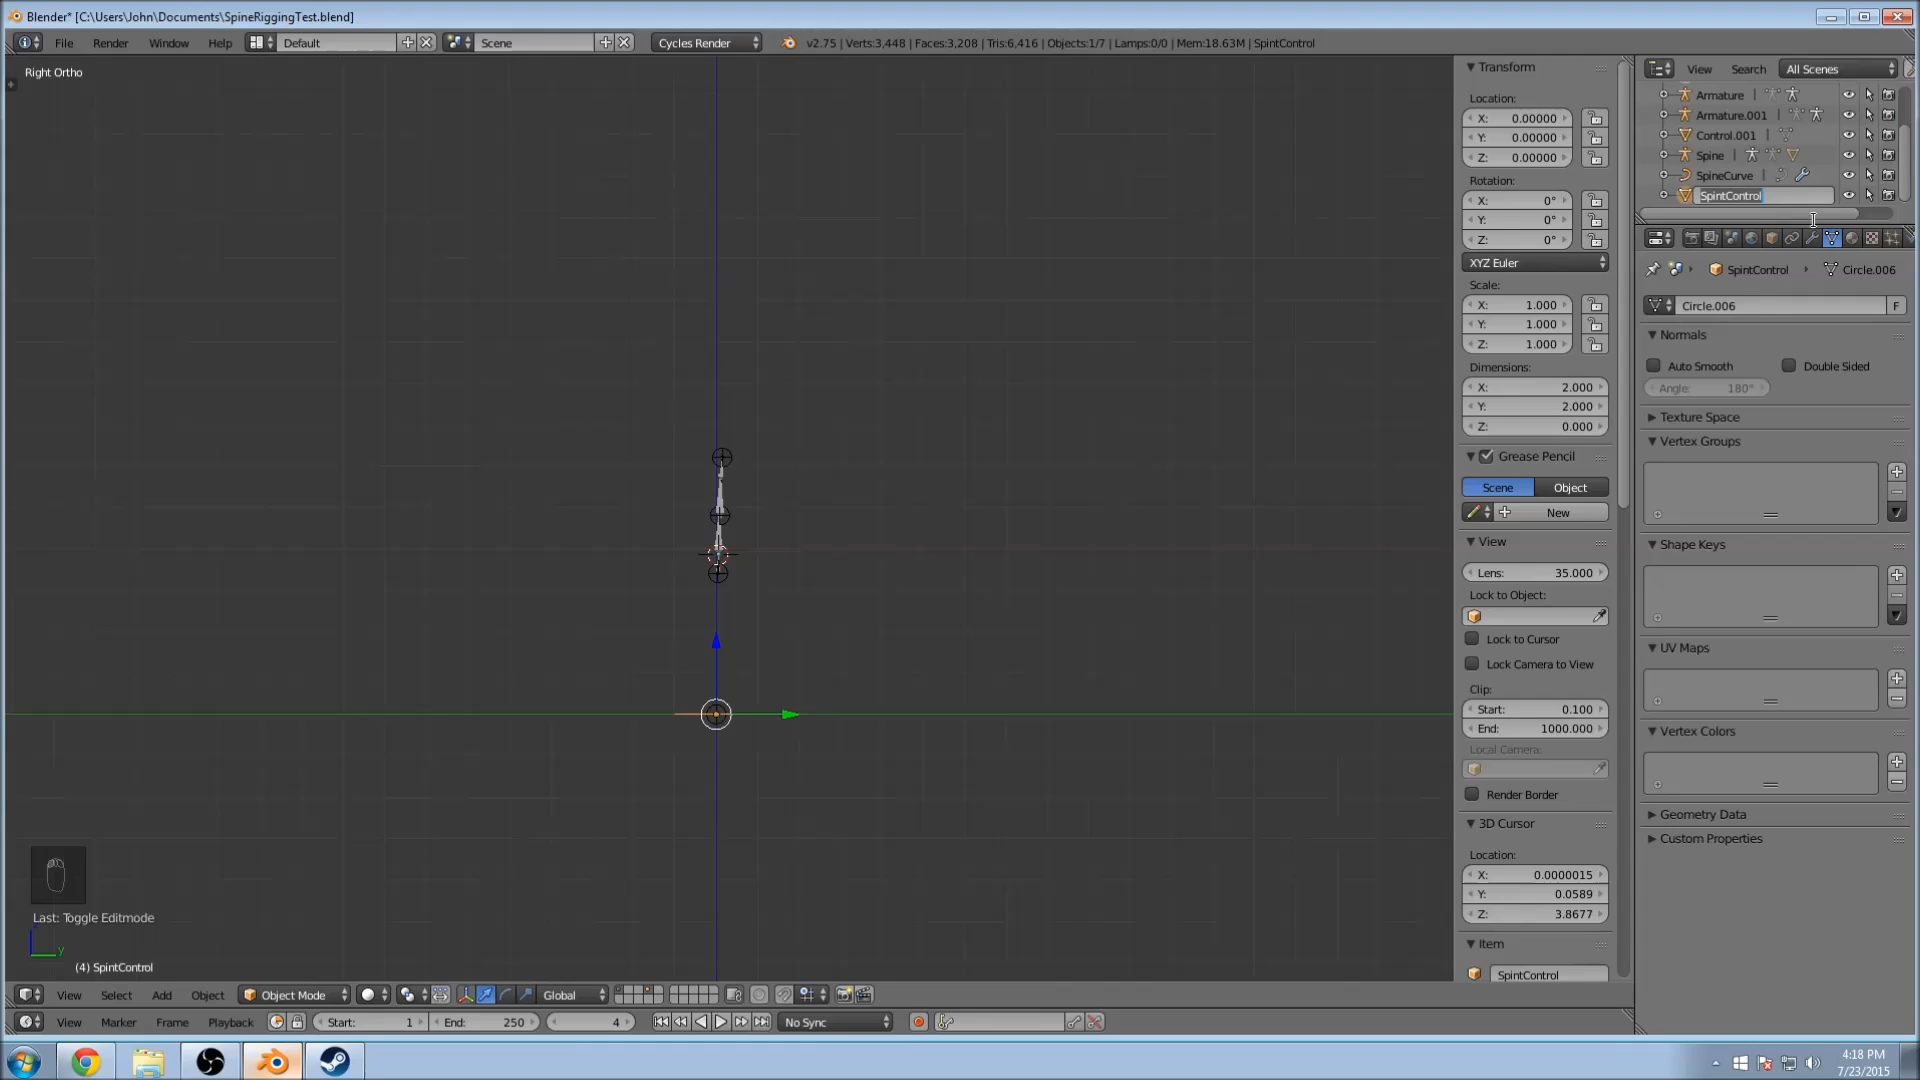 Blender* [C:\Users\John\Documents\SpineRiggingTest.blend]
File Render Window Help Default Scene Cycles Render v2.75 | Verts:3,448 | Faces:3,208 | Tris:6,416 | Objects:1/7 | Lamps:0/0 | Mem:18.63M | SpintControl
Right Ortho
Last: Toggle Editmode
y
(4) SpintControl
Transform
Location:
X: 0.00000
Y: 0.00000
Z: 0.00000
Rotation:
X: 0°
Y: 0°
Z: 0°
XYZ Euler
Scale:
X: 1.000
Y: 1.000
Z: 1.000
Dimensions:
X: 2.000
Y: 2.000
Z: 0.000
Grease Pencil
Scene Object
New
View
Lens: 35.000
Lock to Object:
Lock to Cursor
Lock Camera to View
Clip:
Start: 0.100
End: 1000.000
Local Camera:
Render Border
3D Cursor
Location:
X: 0.0000015
Y: 0.0589
Z: 3.8677
Item
SpintControl
View Search All Scenes
Armature
Armature.001
Control.001
Spine
SpineCurve
SpintControl
SpintControl Circle.006
Circle.006 F
Normals
Auto Smooth Double Sided
Angle: 180°
Texture Space
Vertex Groups
Shape Keys
UV Maps
Vertex Colors
Geometry Data
Custom Properties
View Select Add Object Object Mode Global
View Marker Frame Playback Start: 1 End: 250 4 No Sync
4:18 PM
7/23/2015